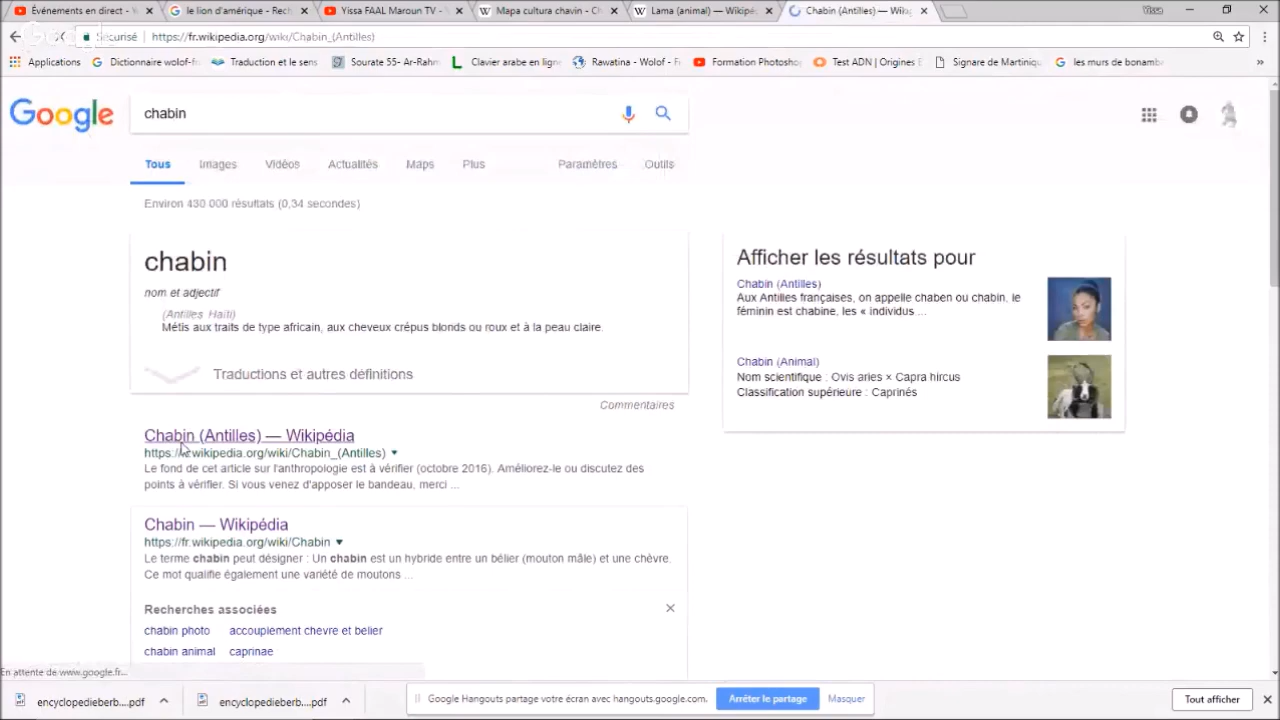 Événements en direct -
le lion d'amérique - Rech
Yissa FAAL Maroun TV -
Mapa cultura chavin - Ch
Lama (animal) — Wikipé
Chabin (Antilles) — Wiki
Yissa
Sécurisé
https://fr.wikipedia.org/wiki/Chabin_(Antilles)
Applications
Dictionnaire wolof-fr
Traduction et le sens
Sourate 55- Ar-Rahm
Clavier arabe en ligne
Rawatina - Wolof - Fr
Formation Photoshop
Test ADN | Origines E
Signare de Martiniqu
les murs de bonamb
»
Google
chabin
Tous Images Vidéos Actualités Maps Plus Paramètres Outils
Environ 430 000 résultats (0,34 secondes)
chabin
nom et adjectif
(Antilles Haïti)
Métis aux traits de type africain, aux cheveux crépus blonds ou roux et à la peau claire.
Traductions et autres définitions
Commentaires
Afficher les résultats pour
Chabin (Antilles)
Aux Antilles françaises, on appelle chaben ou chabin, le
féminin est chabine, les « individus ...
Chabin (Animal)
Nom scientifique : Ovis aries × Capra hircus
Classification supérieure : Caprinés
Chabin (Antilles) — Wikipédia
https://fr.wikipedia.org/wiki/Chabin_(Antilles)
Le fond de cet article sur l'anthropologie est à vérifier (octobre 2016). Améliorez-le ou discutez des
points à vérifier. Si vous venez d'apposer le bandeau, merci ...
Chabin — Wikipédia
https://fr.wikipedia.org/wiki/Chabin
Le terme chabin peut désigner : Un chabin est un hybride entre un bélier (mouton mâle) et une chèvre.
Ce mot qualifie également une variété de moutons ...
Recherches associées
chabin photo accouplement chevre et belier
chabin animal caprinae
En attente de www.google.fr...
encyclopedieberb....pdf
encyclopedieberb....pdf
Google Hangouts partage votre écran avec hangouts.google.com.
Arrêter le partage
Masquer
Tout afficher